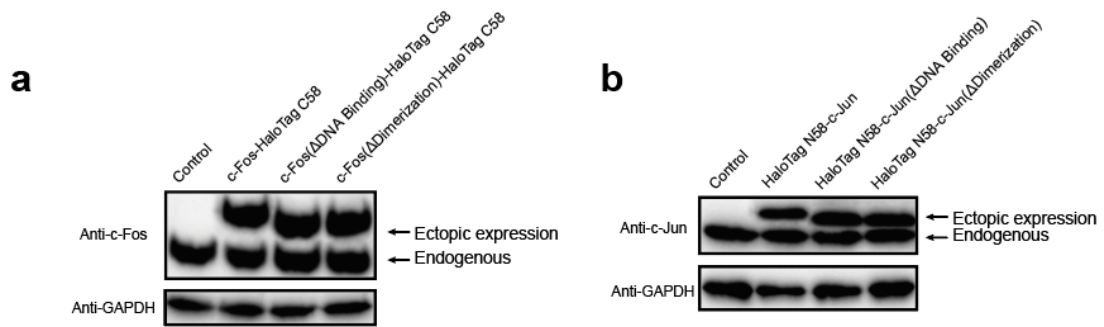 a
Control
c-Fos-HaloTag C58
c-Fos(ΔDNA Binding)-HaloTag C58
c-Fos(ΔDimerization)-HaloTag C58
Anti-c-Fos
Ectopic expression
Endogenous
Anti-GAPDH
b
Control
HaloTag N58-c-Jun
HaloTag N58-c-Jun(ΔDNA Binding)
HaloTag N58-c-Jun(ΔDimerization)
Anti-c-Jun
Ectopic expression
Endogenous
Anti-GAPDH